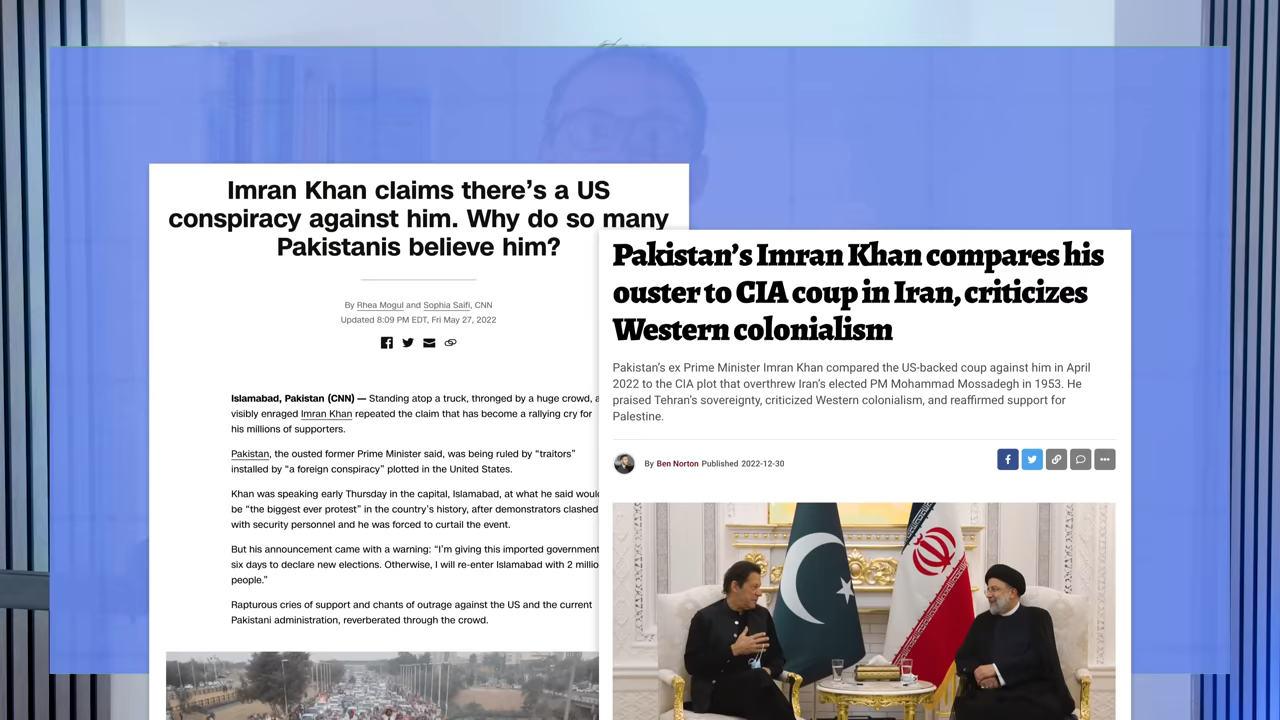 Imran Khan claims there’s a US
conspiracy against him. Why do so many
Pakistanis believe him?
By Rhea Mogul and Sophia Saifi, CNN
Updated 8:09 PM EDT, Fri May 27, 2022
Islamabad, Pakistan (CNN) — Standing atop a truck, thronged by a huge crowd, a
visibly enraged Imran Khan repeated the claim that has become a rallying cry for
his millions of supporters.
Pakistan, the ousted former Prime Minister said, was being ruled by “traitors”
installed by “a foreign conspiracy” plotted in the United States.
Khan was speaking early Thursday in the capital, Islamabad, at what he said would
be “the biggest ever protest” in the country’s history, after demonstrators clashed
with security personnel and he was forced to curtail the event.
But his announcement came with a warning: “I’m giving this imported government
six days to declare new elections. Otherwise, I will re-enter Islamabad with 2 millio
people.”
Rapturous cries of support and chants of outrage against the US and the current
Pakistani administration, reverberated through the crowd.
Pakistan’s Imran Khan compares his
ouster to CIA coup in Iran, criticizes
Western colonialism
Pakistan’s ex Prime Minister Imran Khan compared the US-backed coup against him in April
2022 to the CIA plot that overthrew Iran’s elected PM Mohammad Mossadegh in 1953. He
praised Tehran’s sovereignty, criticized Western colonialism, and reaffirmed support for
Palestine.
By Ben Norton Published 2022-12-30